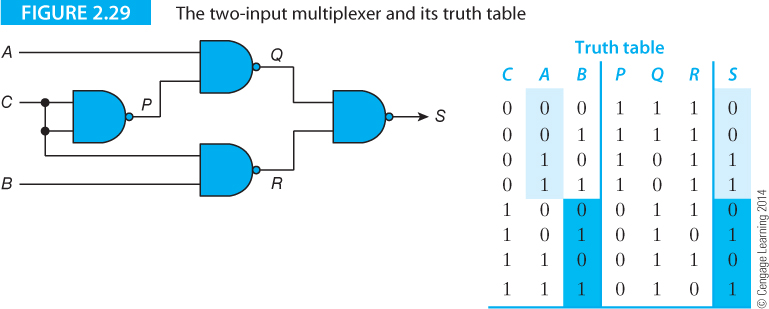 FIGURE 2.29 The two-input multiplexer and its truth table
A
Q
C
P
S
R
B
Truth table
C A B P Q R S
0 0 0 1 1 1 0
0 0 1 1 1 1 0
0 1 0 1 0 1 1
0 1 1 1 0 1 1
1 0 0 0 1 1 0
1 0 1 0 1 0 1
1 1 0 0 1 1 0
1 1 1 0 1 0 1
© Cengage Learning 2014